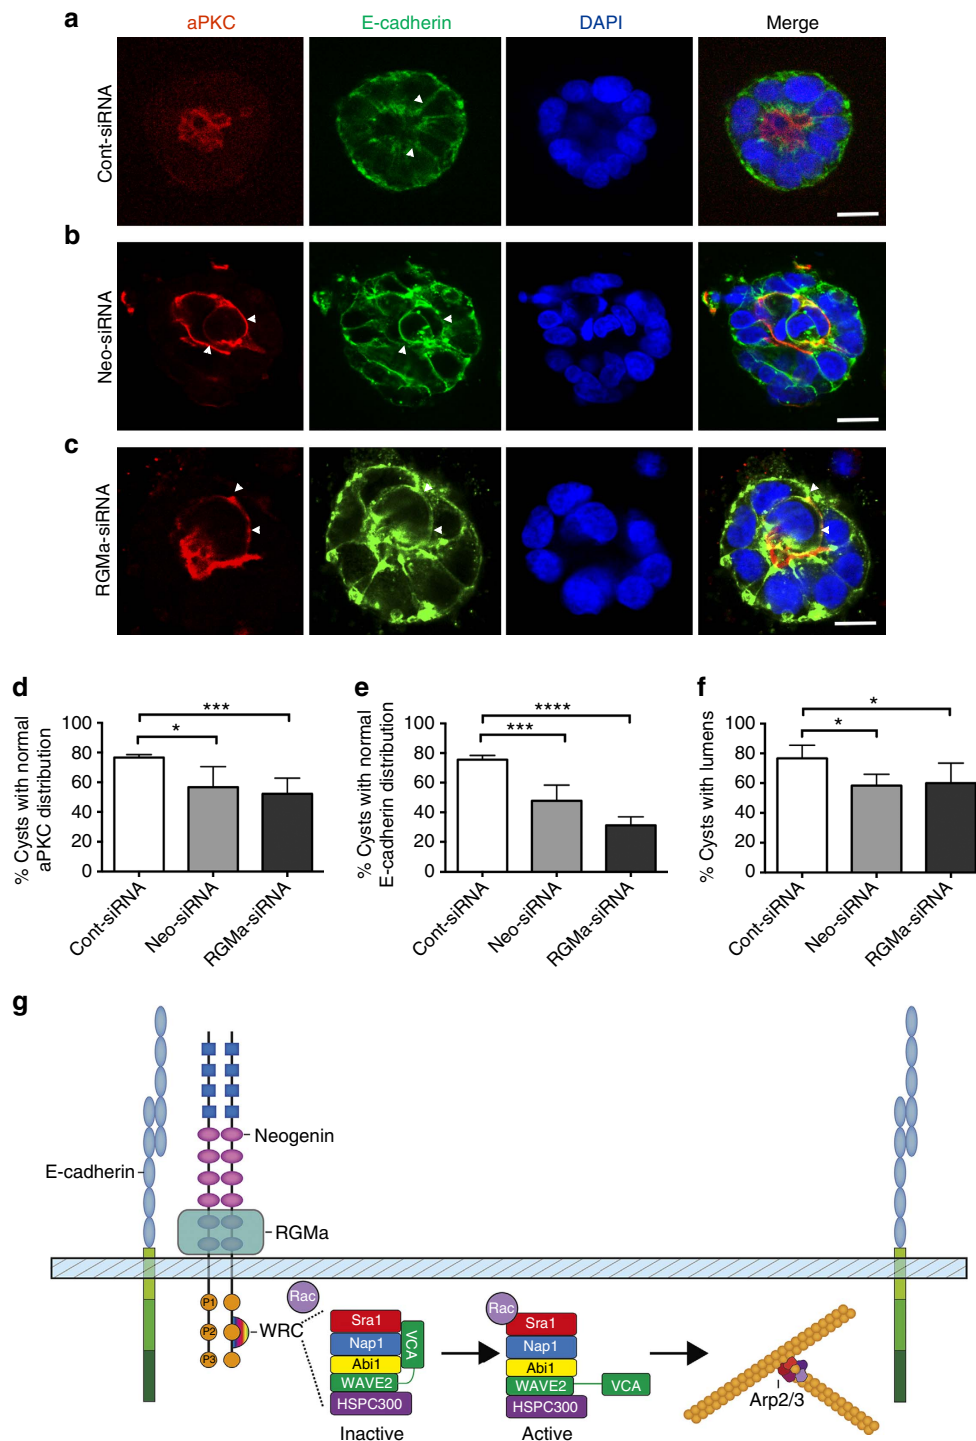 a
aPKC
E-cadherin
DAPI
Merge
Cont-siRNA
b
Neo-siRNA
c
RGMa-siRNA
d
% Cysts with normal
aPKC distribution
100
80
60
40
20
0
*
***
Cont-siRNA
Neo-siRNA
RGMa-siRNA
e
% Cysts with normal
E-cadherin distribution
100
80
60
40
20
0
***
****
Cont-siRNA
Neo-siRNA
RGMa-siRNA
f
% Cysts with lumens
100
80
60
40
20
0
*
*
Cont-siRNA
Neo-siRNA
RGMa-siRNA
g
Neogenin
E-cadherin
RGMa
P1
P2
P3
WRC
Rac
Sra1
Nap1
Abi1
WAVE2
HSPC300
VCA
Inactive
Rac
Sra1
Nap1
Abi1
WAVE2
HSPC300
VCA
Active
Arp2/3